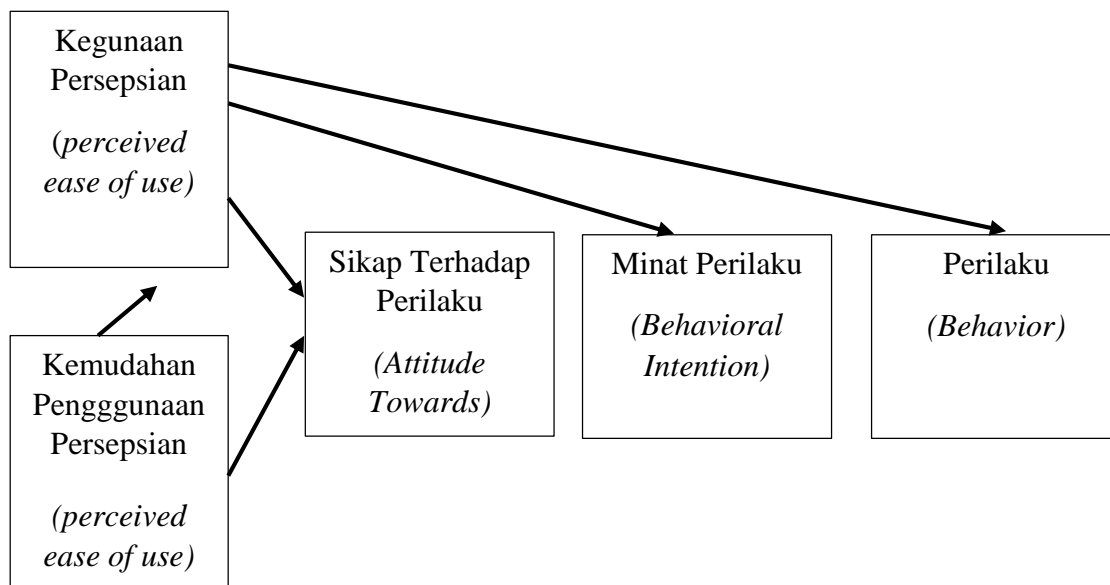 Kegunaan
Persepsian
(perceived
ease of use)
Kemudahan
Pengggunaan
Persepsian
(perceived
ease of use)
Sikap Terhadap
Perilaku
(Attitude
Towards)
Minat Perilaku
(Behavioral
Intention)
Perilaku
(Behavior)